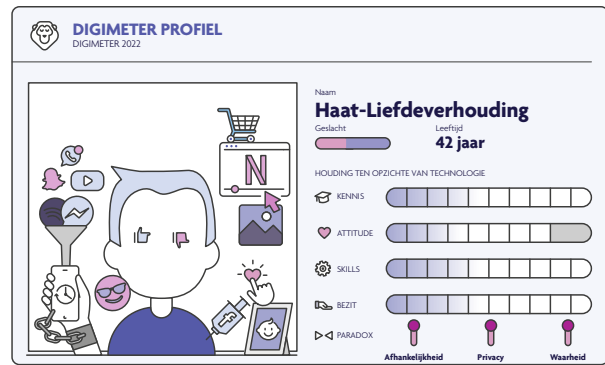 DIGIMETER PROFIEL
DIGIMETER 2022
Naam
Haat-Liefdeverhouding
Geslacht
Leeftijd
42 jaar
HOUDING TEN OPZICHTE VAN TECHNOLOGIE
KENNIS
ATTITUDE
SKILLS
BEZIT
PARADOX
Afhankelijkheid
Privacy
Waarheid
N